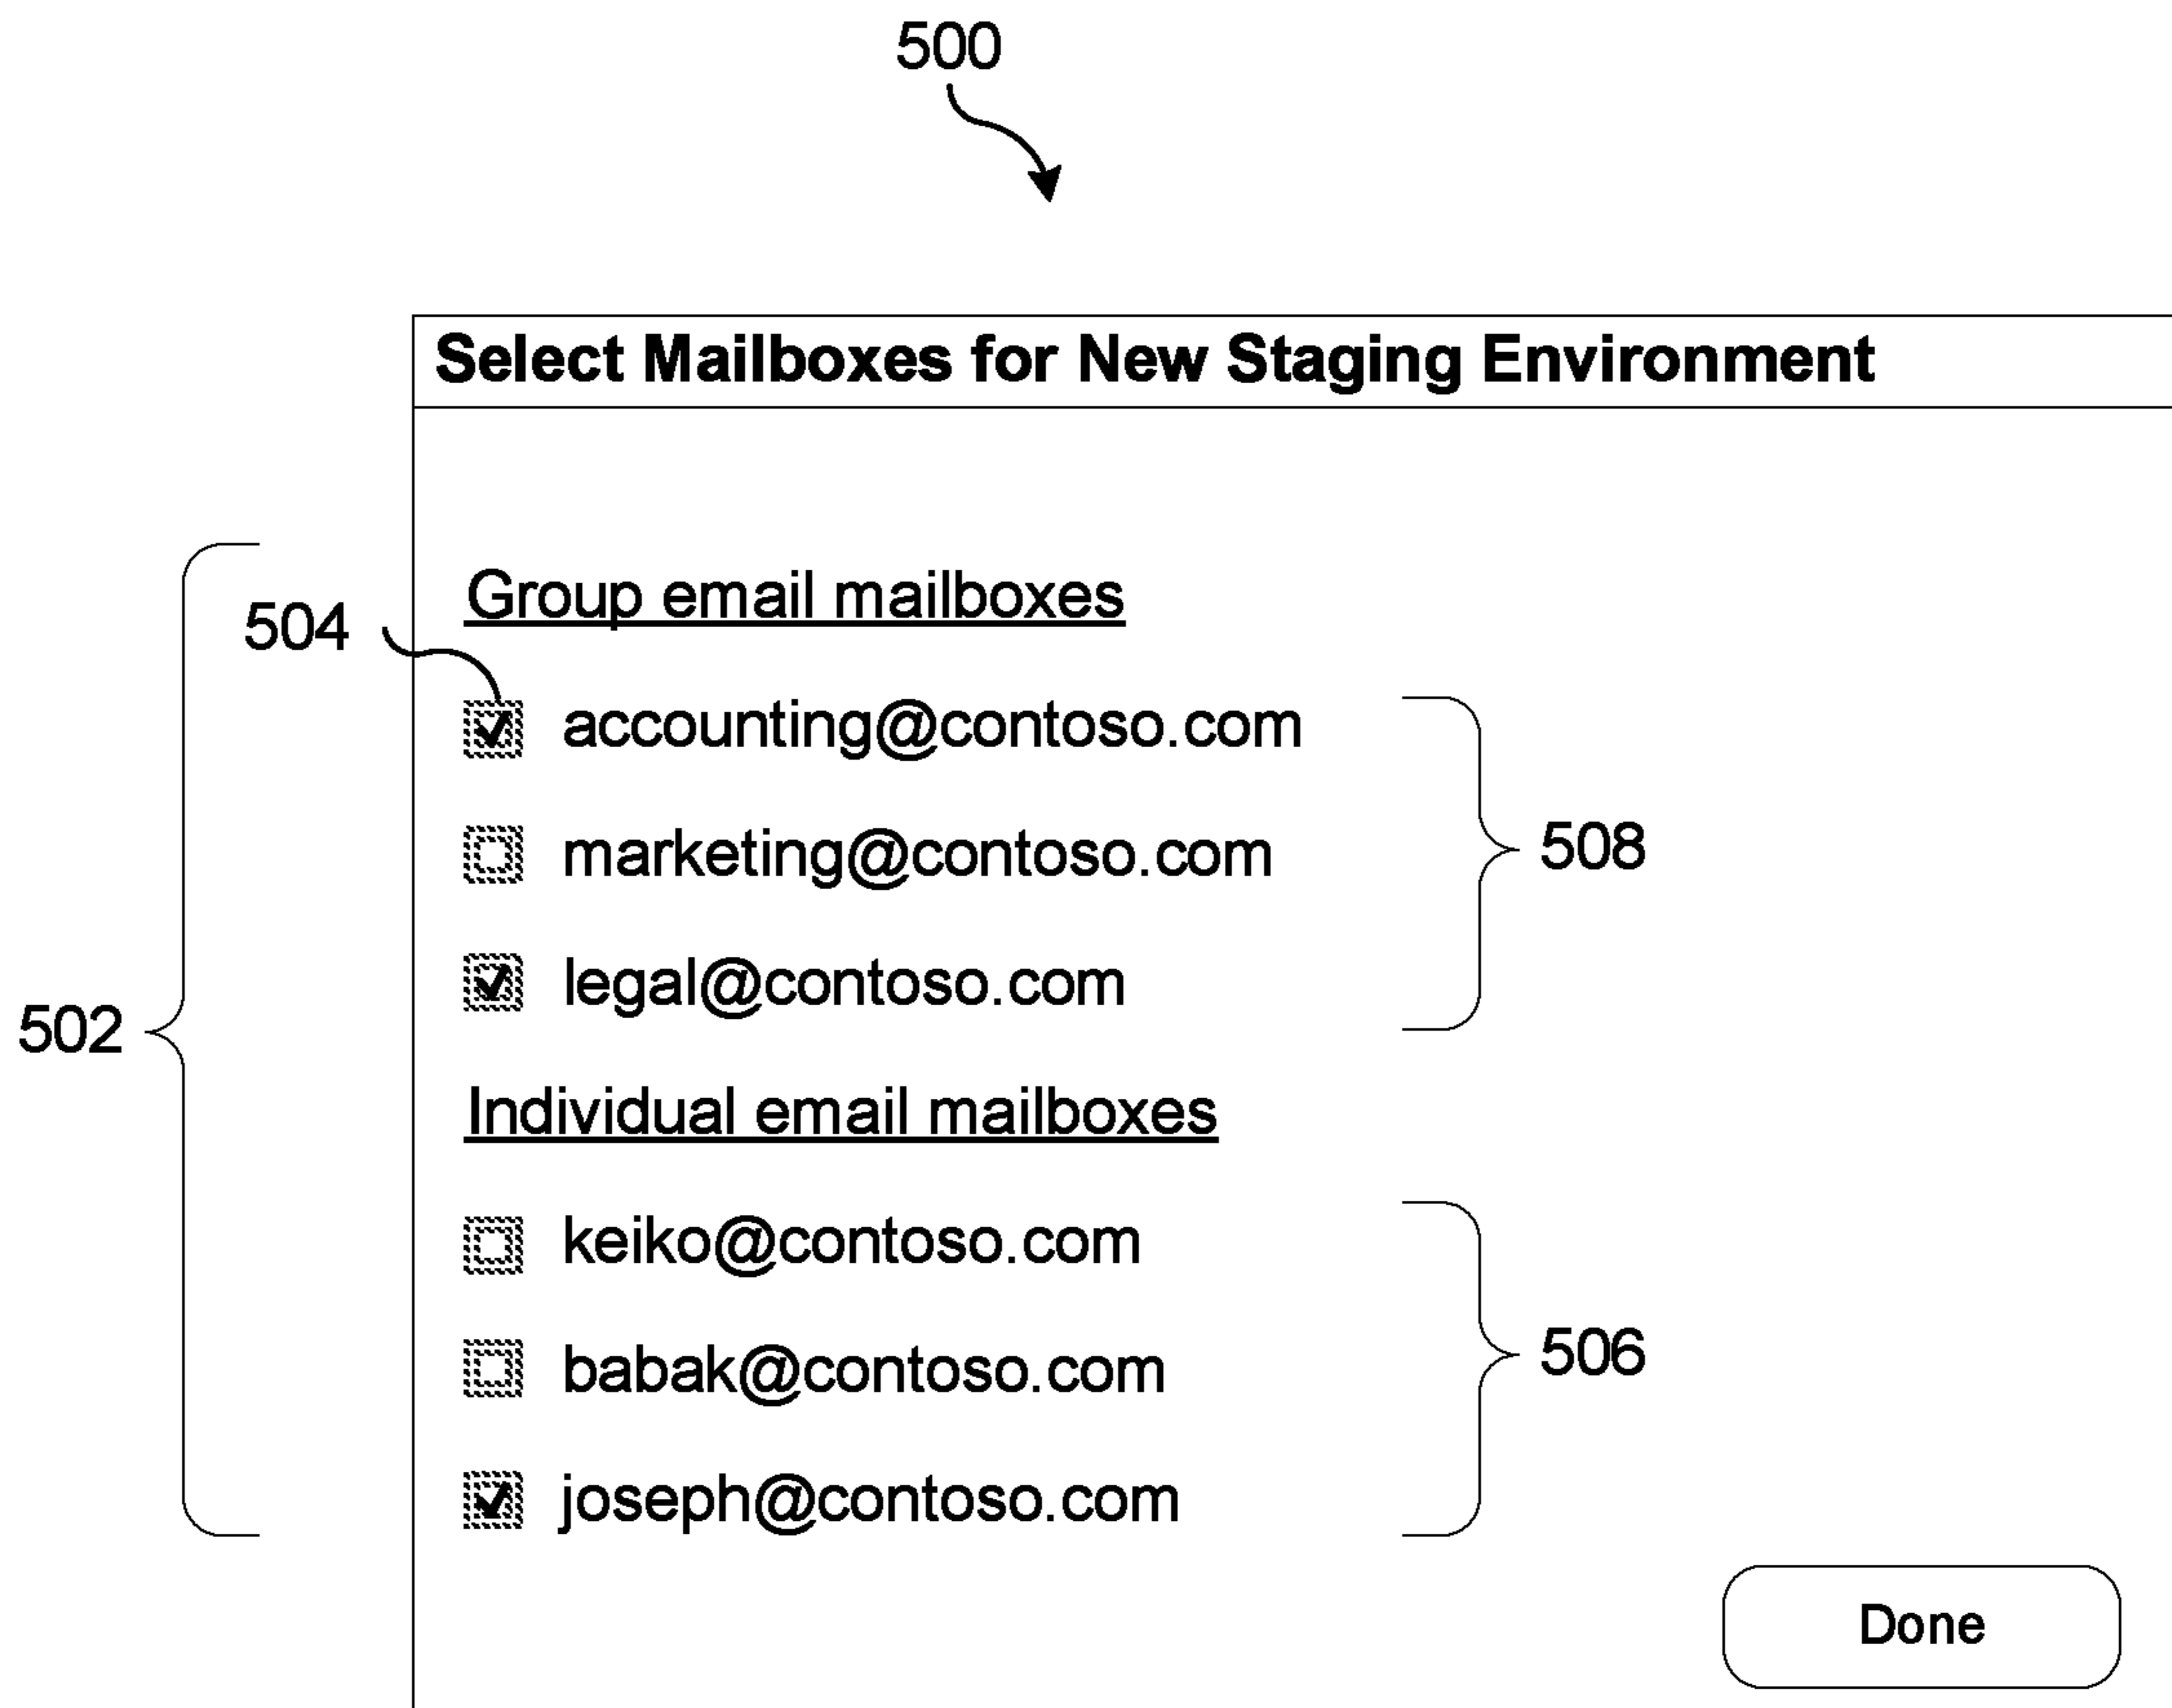 500
Select Mailboxes for New Staging Environment
Group email mailboxes
504
accounting@contoso.com
marketing@contoso.com
508
legal@contoso.com
502
Individual email mailboxes
keiko@contoso.com
babak@contoso.com
506
joseph@contoso.com
Done